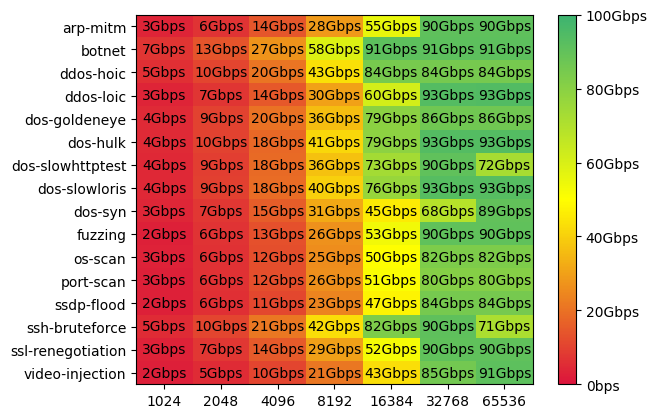 arp-mitm 3Gbps 6Gbps 14Gbps 28Gbps 55Gbps 90Gbps 90Gbps
botnet 7Gbps 13Gbps 27Gbps 58Gbps 91Gbps 91Gbps 91Gbps
ddos-hoic 5Gbps 10Gbps 20Gbps 43Gbps 84Gbps 84Gbps 84Gbps
ddos-loic 3Gbps 7Gbps 14Gbps 30Gbps 60Gbps 93Gbps 93Gbps
dos-goldeneye 4Gbps 9Gbps 20Gbps 36Gbps 79Gbps 86Gbps 86Gbps
dos-hulk 4Gbps 10Gbps 18Gbps 41Gbps 79Gbps 93Gbps 93Gbps
dos-slowhttptest 4Gbps 9Gbps 18Gbps 36Gbps 73Gbps 90Gbps 72Gbps
dos-slowloris 4Gbps 9Gbps 18Gbps 40Gbps 76Gbps 93Gbps 93Gbps
dos-syn 3Gbps 7Gbps 15Gbps 31Gbps 45Gbps 68Gbps 89Gbps
fuzzing 2Gbps 6Gbps 13Gbps 26Gbps 53Gbps 90Gbps 90Gbps
os-scan 3Gbps 6Gbps 12Gbps 25Gbps 50Gbps 82Gbps 82Gbps
port-scan 3Gbps 6Gbps 12Gbps 26Gbps 51Gbps 80Gbps 80Gbps
ssdp-flood 2Gbps 6Gbps 11Gbps 23Gbps 47Gbps 84Gbps 84Gbps
ssh-bruteforce 5Gbps 10Gbps 21Gbps 42Gbps 82Gbps 90Gbps 71Gbps
ssl-renegotiation 3Gbps 7Gbps 14Gbps 29Gbps 52Gbps 90Gbps 90Gbps
video-injection 2Gbps 5Gbps 10Gbps 21Gbps 43Gbps 85Gbps 91Gbps
1024 2048 4096 8192 16384 32768 65536
100Gbps
80Gbps
60Gbps
40Gbps
20Gbps
0bps